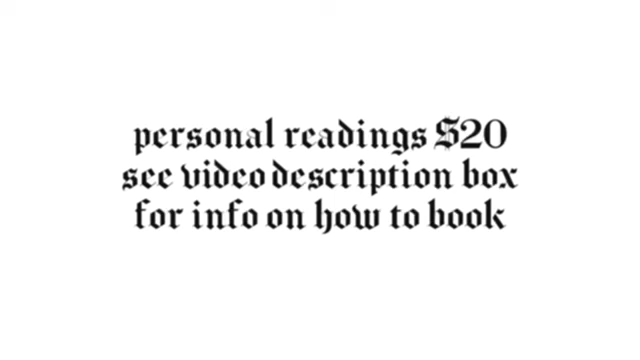 personal readings $20
see video description box
for info on how to book